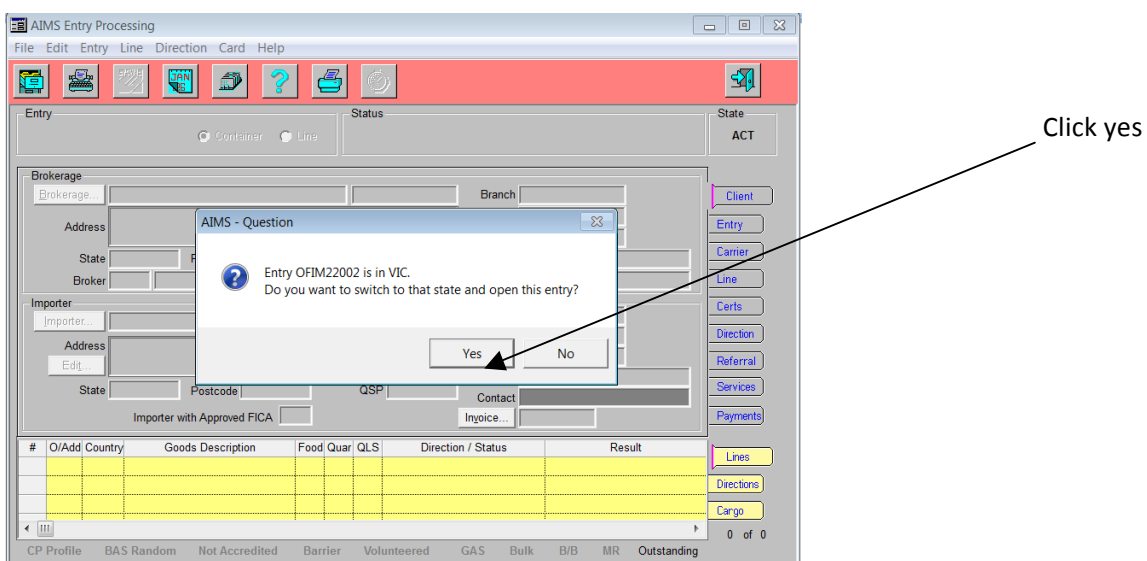 AIMS Entry Processing
File Edit Entry Line Direction Card Help
JAN
Entry
Container
Line
Status
State
ACT
Click yes
Brokerage
Brokerage...
Branch
Address
State
Broker
Importer
Importer...
Address
Edit...
State
Postcode
QSP
Contact
Importer with Approved FICA
Invoice...
AIMS - Question
Entry OFIM22002 is in VIC.
Do you want to switch to that state and open this entry?
Yes
No
Client
Entry
Carrier
Line
Certs
Direction
Referral
Services
Payments
# O/Add Country Goods Description Food Quar QLS Direction / Status Result
Lines
Directions
Cargo
0 of 0
CP Profile BAS Random Not Accredited Barrier Volunteered GAS Bulk B/B MR Outstanding